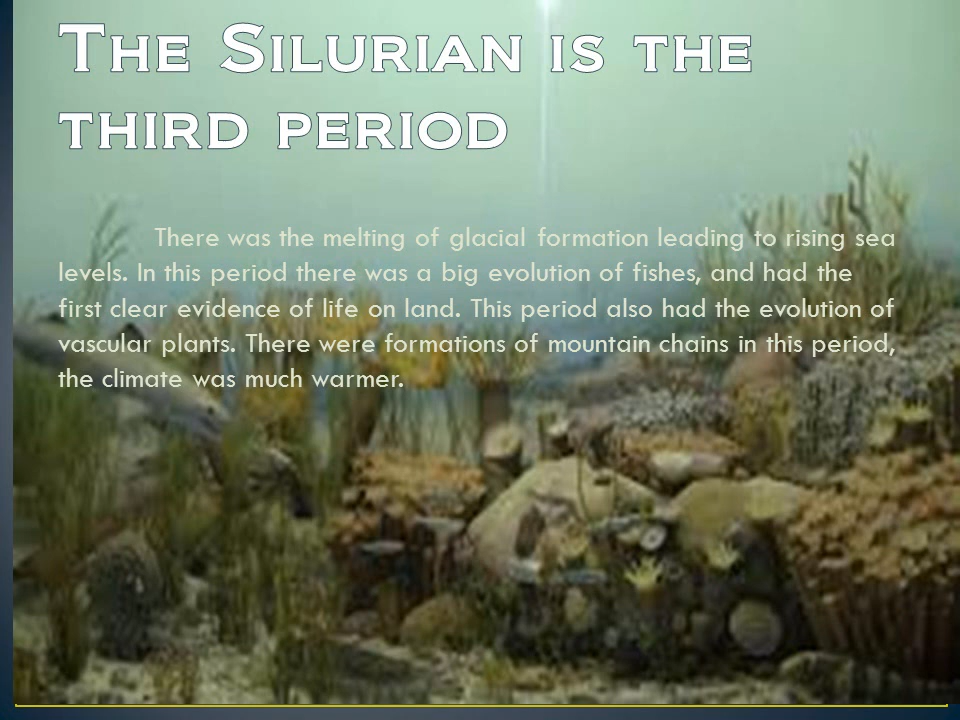 The Silurian is the
third period
There was the melting of glacial formation leading to rising sea
levels. In this period there was a big evolution of fishes, and had the
first clear evidence of life on land. This period also had the evolution of
vascular plants. There were formations of mountain chains in this period,
the climate was much warmer.